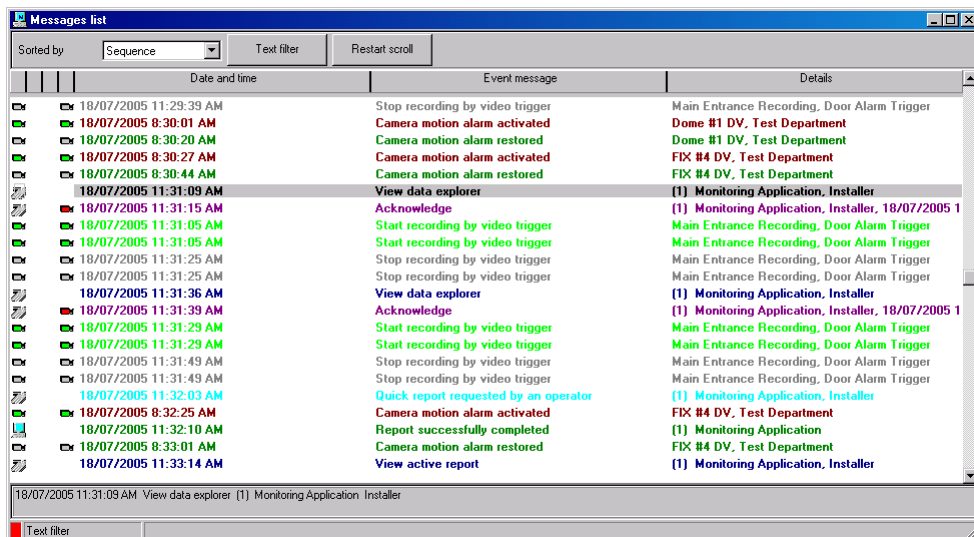 Messages list
Sorted by Sequence Text filter Restart scroll
Date and time Event message Details
18/07/2005 11:29:39 AM Stop recording by video trigger Main Entrance Recording, Door Alarm Trigger
18/07/2005 8:30:01 AM Camera motion alarm activated Dome #1 DV, Test Department
18/07/2005 8:30:20 AM Camera motion alarm restored Dome #1 DV, Test Department
18/07/2005 8:30:27 AM Camera motion alarm activated FIX #4 DV, Test Department
18/07/2005 8:30:44 AM Camera motion alarm restored FIX #4 DV, Test Department
18/07/2005 11:31:09 AM View data explorer (1) Monitoring Application, Installer
18/07/2005 11:31:15 AM Acknowledge (1) Monitoring Application, Installer, 18/07/2005 1
18/07/2005 11:31:05 AM Start recording by video trigger Main Entrance Recording, Door Alarm Trigger
18/07/2005 11:31:05 AM Start recording by video trigger Main Entrance Recording, Door Alarm Trigger
18/07/2005 11:31:25 AM Stop recording by video trigger Main Entrance Recording, Door Alarm Trigger
18/07/2005 11:31:25 AM Stop recording by video trigger Main Entrance Recording, Door Alarm Trigger
18/07/2005 11:31:36 AM View data explorer (1) Monitoring Application, Installer
18/07/2005 11:31:39 AM Acknowledge (1) Monitoring Application, Installer, 18/07/2005 1
18/07/2005 11:31:29 AM Start recording by video trigger Main Entrance Recording, Door Alarm Trigger
18/07/2005 11:31:29 AM Start recording by video trigger Main Entrance Recording, Door Alarm Trigger
18/07/2005 11:31:49 AM Stop recording by video trigger Main Entrance Recording, Door Alarm Trigger
18/07/2005 11:31:49 AM Stop recording by video trigger Main Entrance Recording, Door Alarm Trigger
18/07/2005 11:32:03 AM Quick report requested by an operator (1) Monitoring Application, Installer
18/07/2005 8:32:25 AM Camera motion alarm activated FIX #4 DV, Test Department
18/07/2005 11:32:10 AM Report successfully completed (1) Monitoring Application
18/07/2005 8:33:01 AM Camera motion alarm restored FIX #4 DV, Test Department
18/07/2005 11:33:14 AM View active report (1) Monitoring Application, Installer
18/07/2005 11:31:09 AM View data explorer (1) Monitoring Application Installer
Text filter